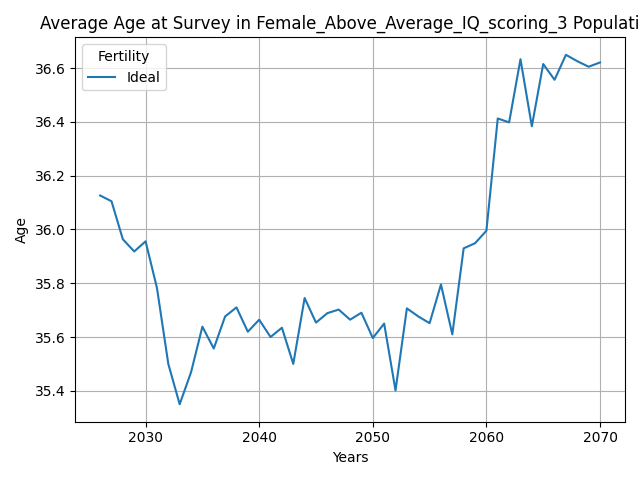 Average Age at Survey in Female_Above_Average_IQ_scoring_3 Populati
Fertility
Ideal
36.6
36.4
36.2
36.0
35.8
35.6
35.4
Age
2030 2040 2050 2060 2070
Years